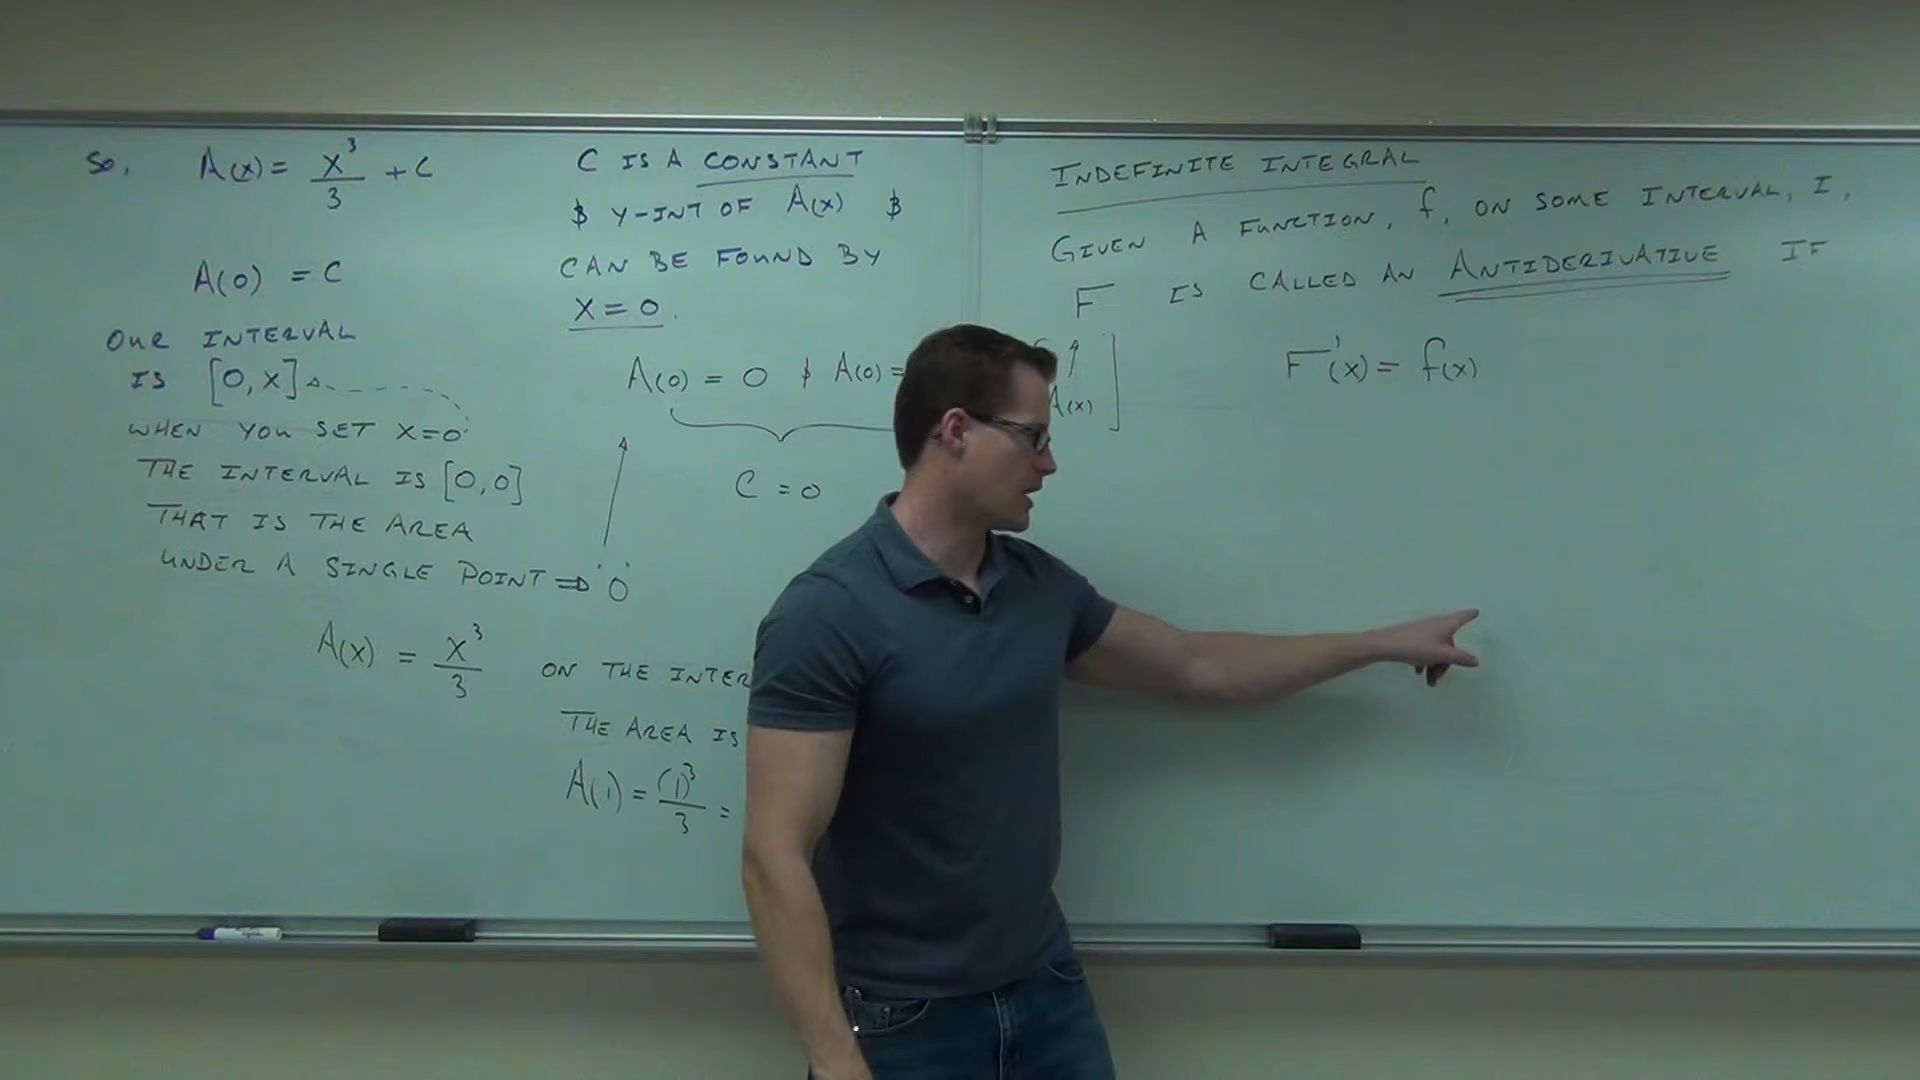 So, A(x) = x³/3 + C
A(0) = C
OUR INTERVAL
IS [0, x]
WHEN YOU SET X=0
THE INTERVAL IS [0,0]
THAT IS THE AREA
UNDER A SINGLE POINT ⇒ '0'
A(x) = x³/3 ON THE
THE AREA IS
A(1) = (1)³/3 =
C IS A CONSTANT
& Y-INT OF A(x) &
CAN BE FOUND BY
X = 0.
A(0) = 0 & A(0) =
A(x)
C = 0
INDEFINITE INTEGRAL
GIVEN A FUNCTION, f, ON SOME INTERVAL, I,
F IS CALLED AN ANTIDERIVATIVE IF
F'(x) = f(x)